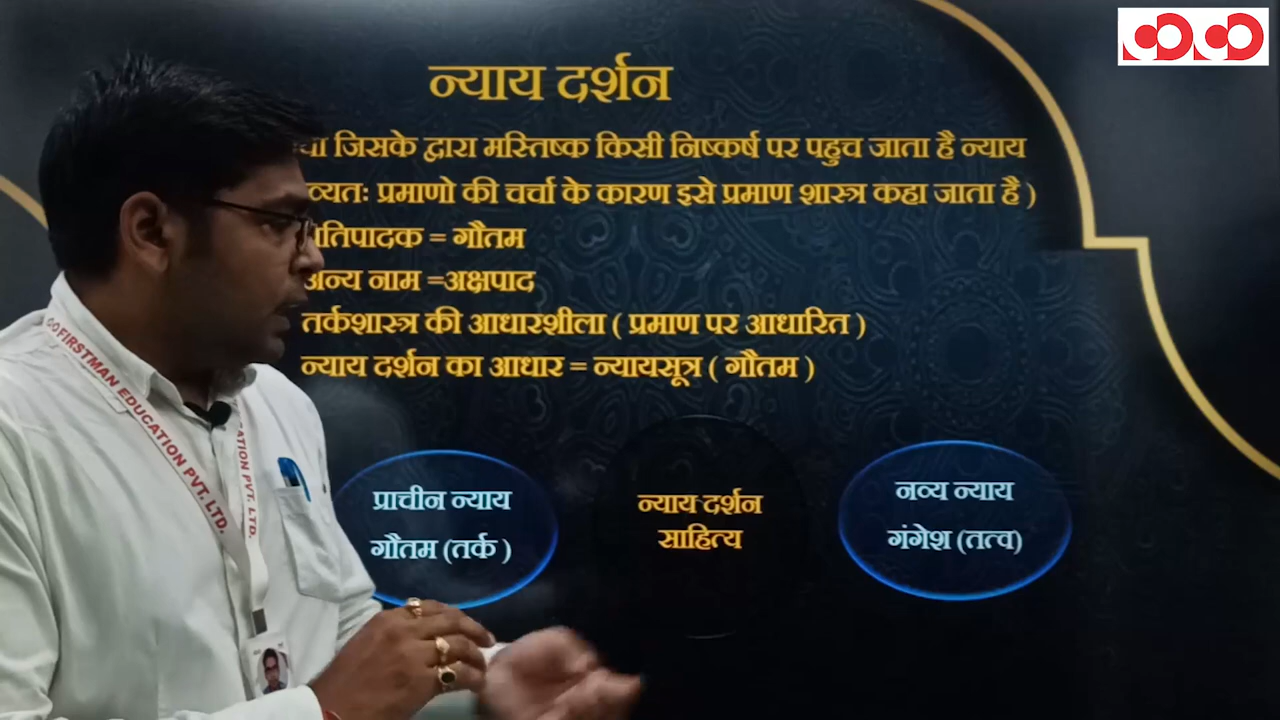 न्याय दर्शन
जिसके द्वारा मस्तिष्क किसी निष्कर्ष पर पहुच जाता है न्याय
प्रमाणो की चर्चा के कारण इसे प्रमाण शास्त्र कहा जाता है )
= गौतम
अन्य नाम =अक्षपाद
तर्कशास्त्र की आधारशीला ( प्रमाण पर आधारित )
न्याय दर्शन का आधार = न्यायसूत्र ( गौतम )
प्राचीन न्याय
गौतम (तर्क )
न्याय दर्शन
साहित्य
नव्य न्याय
गंगेश (तत्व)
FIRSTMAN EDUCATION PVT. LTD.
PVT. LTD.